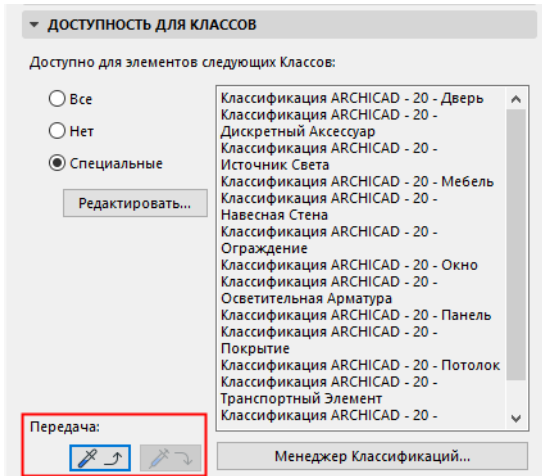 ДОСТУПНОСТЬ ДЛЯ КЛАССОВ
Доступно для элементов следующих Классов:
Все
Нет
Специальные
Редактировать...
Классификация ARCHICAD - 20 - Дверь
Классификация ARCHICAD - 20 -
Дискретный Аксессуар
Классификация ARCHICAD - 20 -
Источник Света
Классификация ARCHICAD - 20 - Мебель
Классификация ARCHICAD - 20 -
Навесная Стена
Классификация ARCHICAD - 20 -
Ограждение
Классификация ARCHICAD - 20 - Окно
Классификация ARCHICAD - 20 -
Осветительная Арматура
Классификация ARCHICAD - 20 - Панель
Классификация ARCHICAD - 20 -
Покрытие
Классификация ARCHICAD - 20 - Потолок
Классификация ARCHICAD - 20 -
Транспортный Элемент
Классификация ARCHICAD - 20 -
Передача:
Менеджер Классификаций...